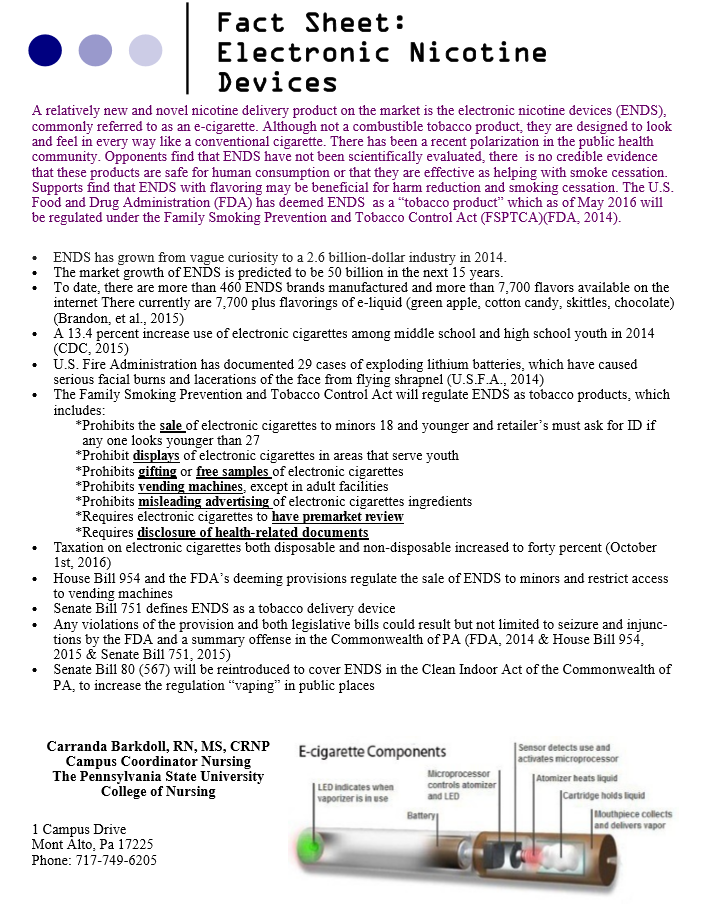 Fact Sheet:
Electronic Nicotine
Devices
A relatively new and novel nicotine delivery product on the market is the electronic nicotine devices (ENDS),
commonly referred to as an e-cigarette. Although not a combustible tobacco product, they are designed to look
and feel in every way like a conventional cigarette. There has been a recent polarization in the public health
community. Opponents find that ENDS have not been scientifically evaluated, there  is no credible evidence
that these products are safe for human consumption or that they are effective as helping with smoke cessation.
Supports find that ENDS with flavoring may be beneficial for harm reduction and smoking cessation. The U.S.
Food and Drug Administration (FDA) has deemed ENDS  as a “tobacco product” which as of May 2016 will
be regulated under the Family Smoking Prevention and Tobacco Control Act (FSPTCA)(FDA, 2014).
• ENDS has grown from vague curiosity to a 2.6 billion-dollar industry in 2014.
• The market growth of ENDS is predicted to be 50 billion in the next 15 years.
• To date, there are more than 460 ENDS brands manufactured and more than 7,700 flavors available on the
internet There currently are 7,700 plus flavorings of e-liquid (green apple, cotton candy, skittles, chocolate)
(Brandon, et al., 2015)
• A 13.4 percent increase use of electronic cigarettes among middle school and high school youth in 2014
(CDC, 2015)
• U.S. Fire Administration has documented 29 cases of exploding lithium batteries, which have caused
serious facial burns and lacerations of the face from flying shrapnel (U.S.F.A., 2014)
• The Family Smoking Prevention and Tobacco Control Act will regulate ENDS as tobacco products, which
includes:
*Prohibits the sale of electronic cigarettes to minors 18 and younger and retailer’s must ask for ID if
any one looks younger than 27
*Prohibit displays of electronic cigarettes in areas that serve youth
*Prohibits gifting or free samples of electronic cigarettes
*Prohibits vending machines, except in adult facilities
*Prohibits misleading advertising of electronic cigarettes ingredients
*Requires electronic cigarettes to have premarket review
*Requires disclosure of health-related documents
• Taxation on electronic cigarettes both disposable and non-disposable increased to forty percent (October
1st, 2016)
• House Bill 954 and the FDA’s deeming provisions regulate the sale of ENDS to minors and restrict access
to vending machines
• Senate Bill 751 defines ENDS as a tobacco delivery device
• Any violations of the provision and both legislative bills could result but not limited to seizure and injunc-
tions by the FDA and a summary offense in the Commonwealth of PA (FDA, 2014 & House Bill 954,
2015 & Senate Bill 751, 2015)
• Senate Bill 80 (567) will be reintroduced to cover ENDS in the Clean Indoor Act of the Commonwealth of
PA, to increase the regulation “vaping” in public places
Carranda Barkdoll, RN, MS, CRNP
Campus Coordinator Nursing
The Pennsylvania State University
College of Nursing
1 Campus Drive
Mont Alto, Pa 17225
Phone: 717-749-6205
E-cigarette Components
LED indicates when
vaporizer is in use
Battery
Microprocessor
controls atomizer
and LED
Sensor detects use and
activates microprocessor
Atomizer heats liquid
Cartridge holds liquid
Mouthpiece collects
and delivers vapor